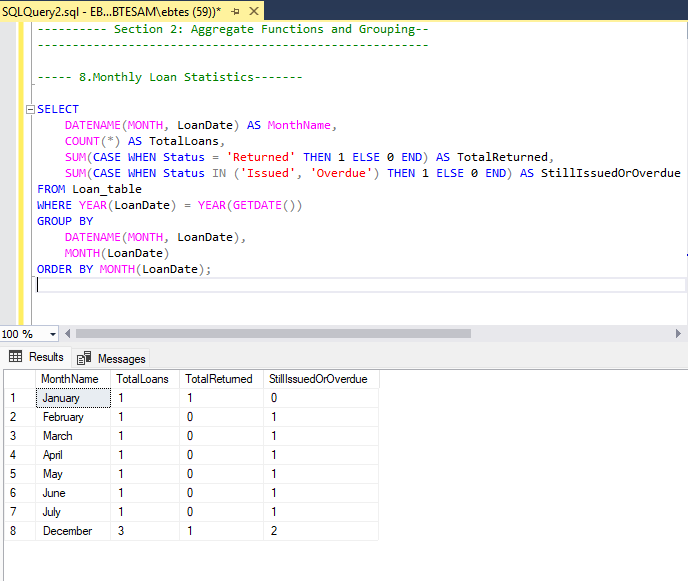 SQLQuery2.sql - EB...BTESAM\ebtes (59))*
---------- Section 2: Aggregate Functions and Grouping--
----------------------------------------------------
----- 8.Monthly Loan Statistics-------
SELECT
DATENAME(MONTH, LoanDate) AS MonthName,
COUNT(*) AS TotalLoans,
SUM(CASE WHEN Status = 'Returned' THEN 1 ELSE 0 END) AS TotalReturned,
SUM(CASE WHEN Status IN ('Issued', 'Overdue') THEN 1 ELSE 0 END) AS StillIssuedOrOverdue
FROM Loan_table
WHERE YEAR(LoanDate) = YEAR(GETDATE())
GROUP BY
DATENAME(MONTH, LoanDate),
MONTH(LoanDate)
ORDER BY MONTH(LoanDate);
100 %
Results Messages
MonthName TotalLoans TotalReturned StillIssuedOrOverdue
1 January 1 1 0
2 February 1 0 1
3 March 1 0 1
4 April 1 0 1
5 May 1 0 1
6 June 1 0 1
7 July 1 0 1
8 December 3 1 2